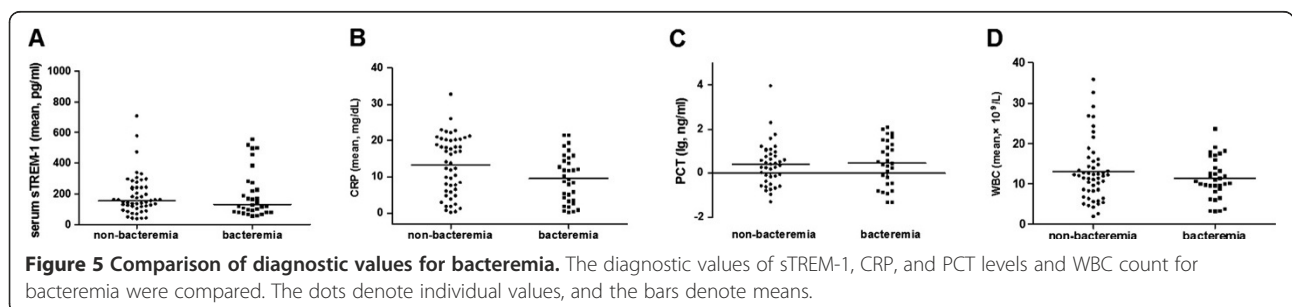 A
serum sTREM-1 (mean, pg/ml)
1000
800
600
400
200
0
non-bacteremia bacteremia
B
CRP (mean, mg/dL)
40
30
20
10
0
non-bacteremia bacteremia
C
PCT (lg, ng/ml)
4
2
0
-2
non-bacteremia bacteremia
D
WBC (mean,× 10⁹/L)
40
30
20
10
0
non-bacteremia bacteremia
Figure 5 Comparison of diagnostic values for bacteremia. The diagnostic values of sTREM-1, CRP, and PCT levels and WBC count for
bacteremia were compared. The dots denote individual values, and the bars denote means.